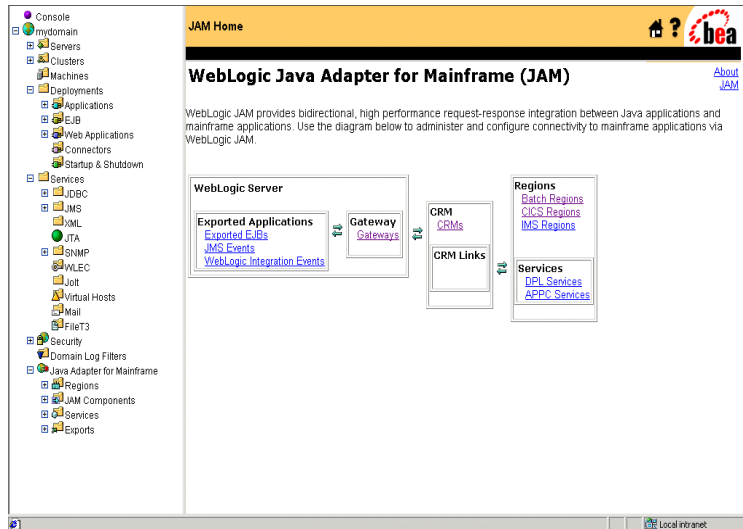 Console
mydomain
Servers
Clusters
Machines
Deployments
Applications
EJB
Web Applications
Connectors
Startup & Shutdown
Services
JDBC
JMS
XML
JTA
SNMP
WLEC
Jolt
Virtual Hosts
Mail
FileT3
Security
Domain Log Filters
Java Adapter for Mainframe
Regions
JAM Components
Services
Exports
JAM Home
?
bea
WebLogic Java Adapter for Mainframe (JAM)
About
JAM
WebLogic JAM provides bidirectional, high performance request-response integration between Java applications and
mainframe applications. Use the diagram below to administer and configure connectivity to mainframe applications via
WebLogic JAM.
WebLogic Server
Exported Applications
Exported EJBs
JMS Events
WebLogic Integration Events
Gateway
Gateways
CRM
CRMs
CRM Links
Regions
Batch Regions
CICS Regions
IMS Regions
Services
DPL Services
APPC Services
Local intranet